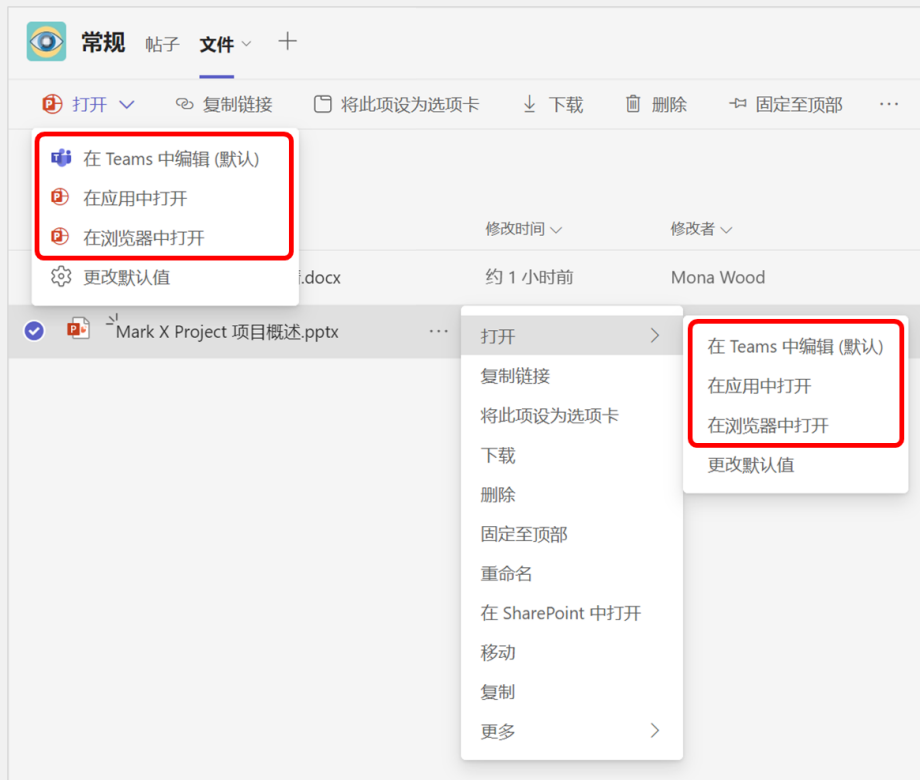 常规 帖子 文件
打开 复制链接 将此项设为选项卡 下载 删除 固定至顶部 ...
在 Teams 中编辑 (默认)
在应用中打开
在浏览器中打开
更改默认值
修改时间 修改者
.docx 约 1 小时前 Mona Wood
Mark X Project 项目概述.pptx ...
打开
复制链接
将此项设为选项卡
下载
删除
固定至顶部
重命名
在 SharePoint 中打开
移动
复制
更多
在 Teams 中编辑 (默认)
在应用中打开
在浏览器中打开
更改默认值